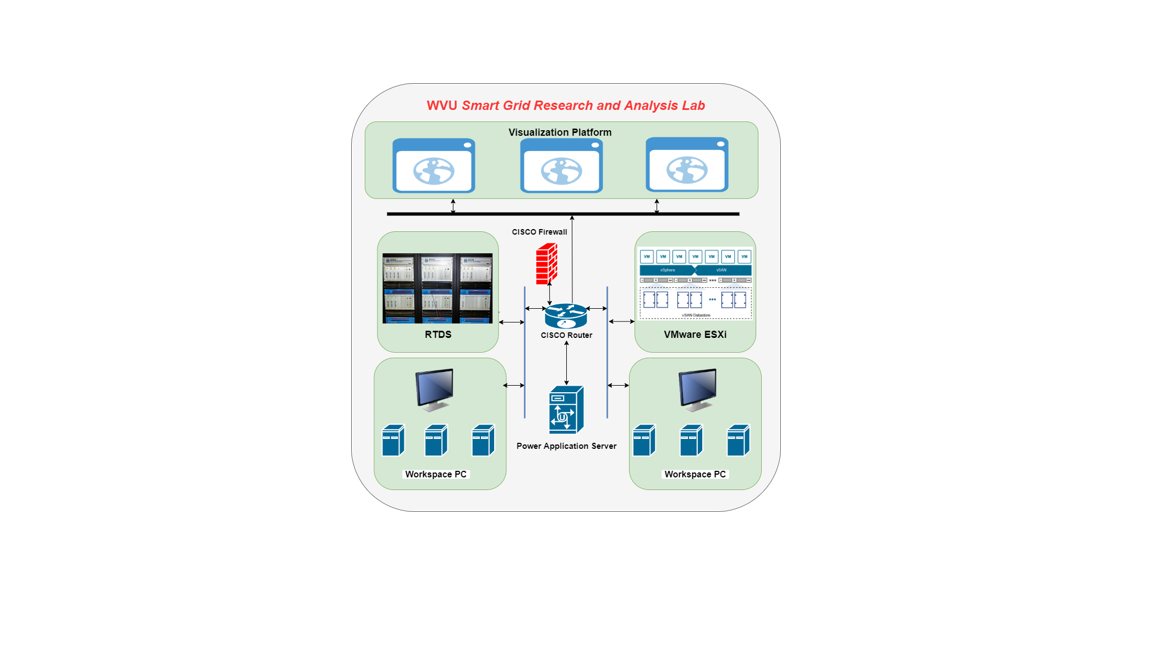 WVU Smart Grid Research and Analysis Lab
Visualization Platform
CISCO Firewall
VM VM VM VM VM VM VM
vSphere vSAN
vSAN Datastore
RTDS
CISCO Router
VMware ESXi
Power Application Server
Workspace PC
Workspace PC